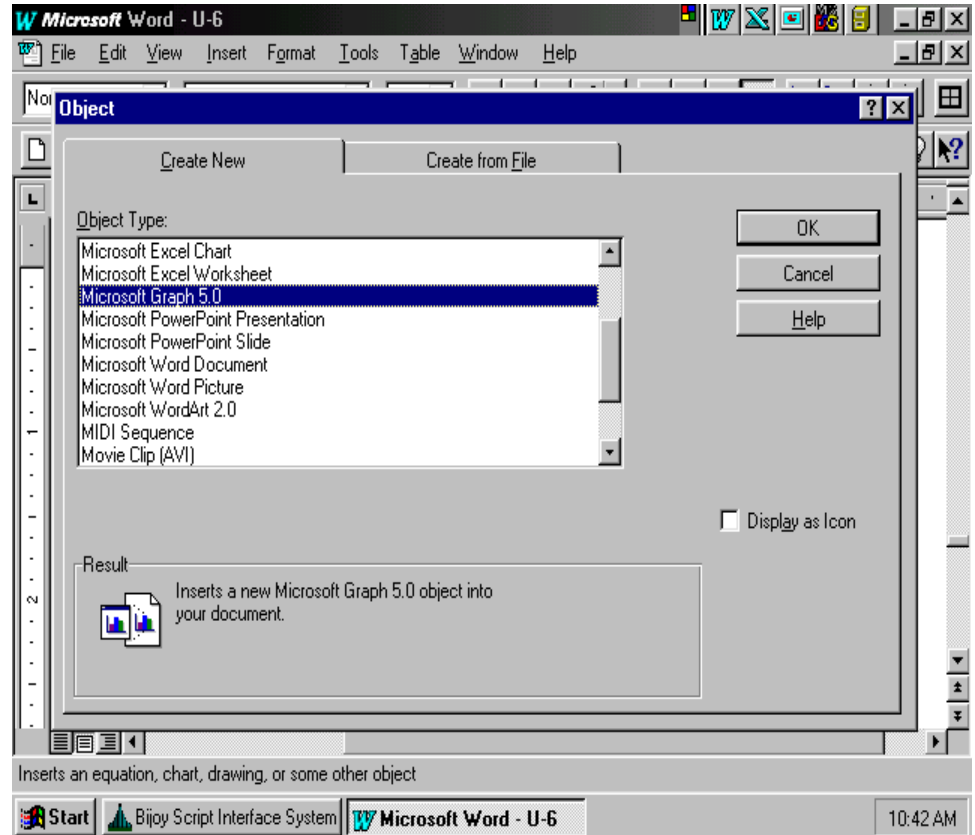 Microsoft Word - U-6
File Edit View Insert Format Tools Table Window Help
Object
Create New Create from File
Object Type:
Microsoft Excel Chart
Microsoft Excel Worksheet
Microsoft Graph 5.0
Microsoft PowerPoint Presentation
Microsoft PowerPoint Slide
Microsoft Word Document
Microsoft Word Picture
Microsoft WordArt 2.0
MIDI Sequence
Movie Clip (AVI)
OK
Cancel
Help
Display as Icon
Result
Inserts a new Microsoft Graph 5.0 object into
your document.
1
2
Inserts an equation, chart, drawing, or some other object
Start Bijoy Script Interface System Microsoft Word - U-6 10:42 AM